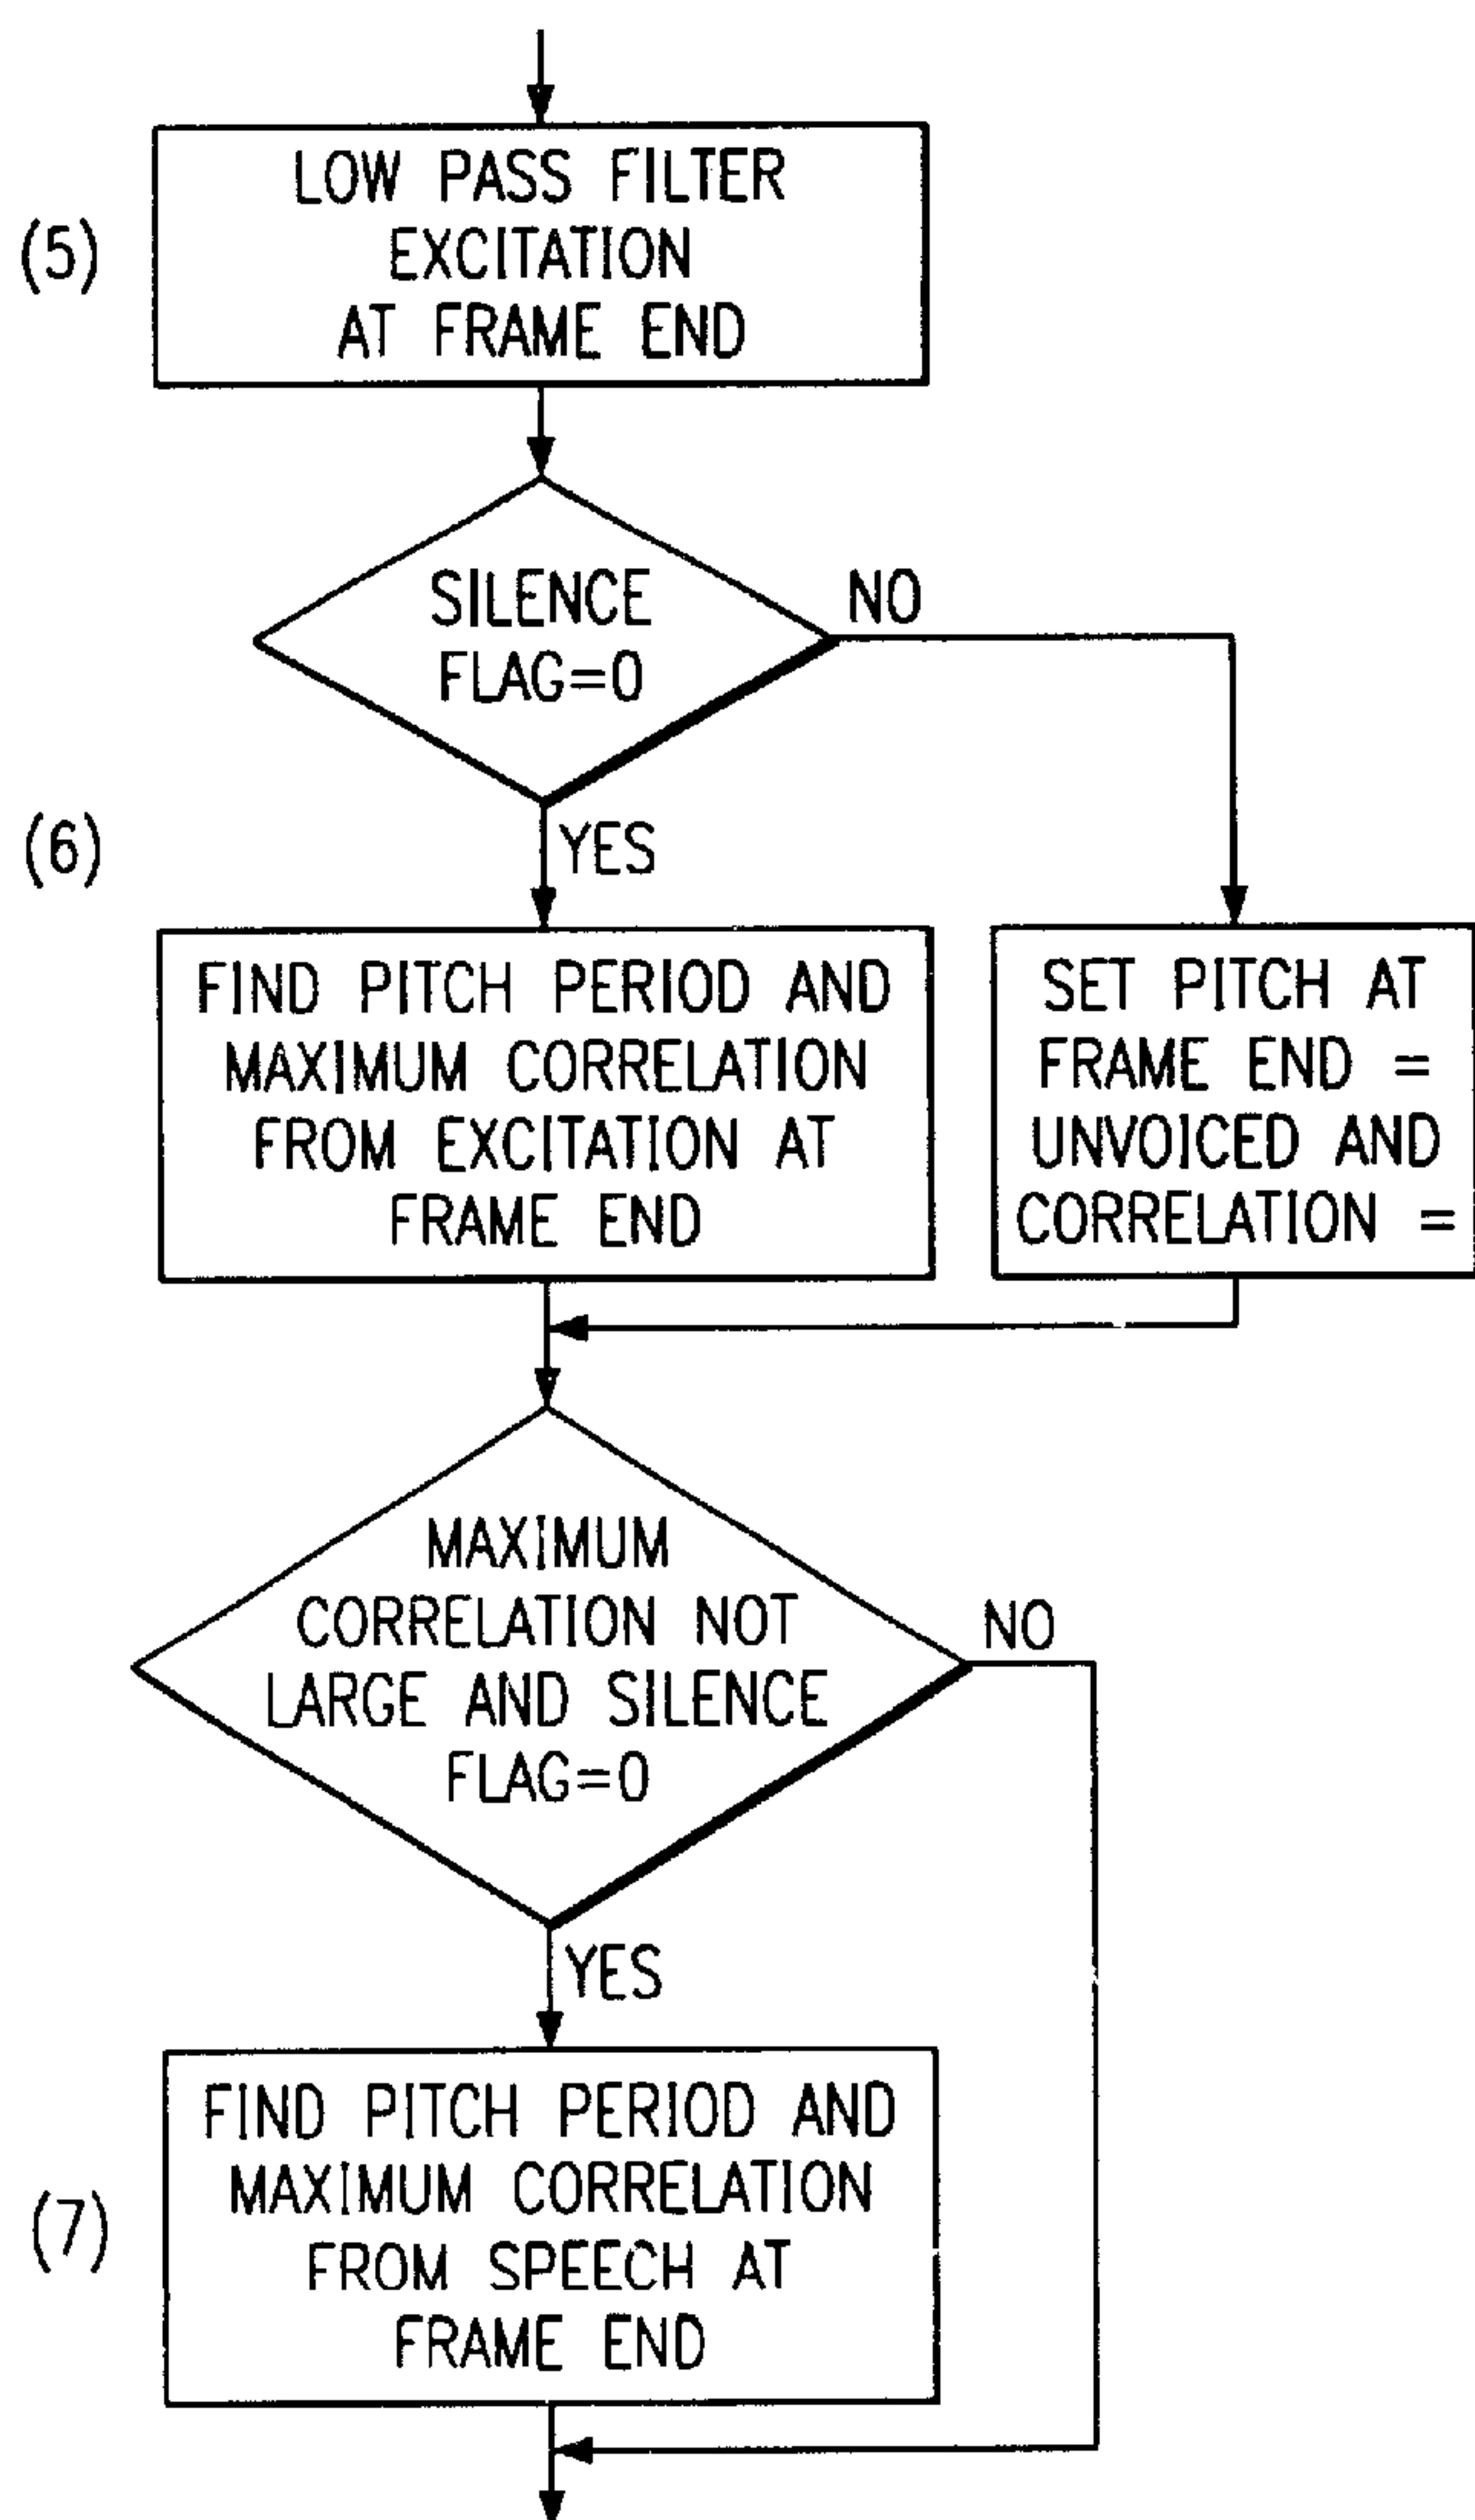 (5)
LOW PASS FILTER
EXCITATION
AT FRAME END
SILENCE
FLAG=0
NO
(6)
YES
FIND PITCH PERIOD AND
MAXIMUM CORRELATION
FROM EXCITATION AT
FRAME END
SET PITCH AT
FRAME END =
UNVOICED AND
CORRELATION =
MAXIMUM
CORRELATION NOT
LARGE AND SILENCE
FLAG=0
NO
YES
(7)
FIND PITCH PERIOD AND
MAXIMUM CORRELATION
FROM SPEECH AT
FRAME END